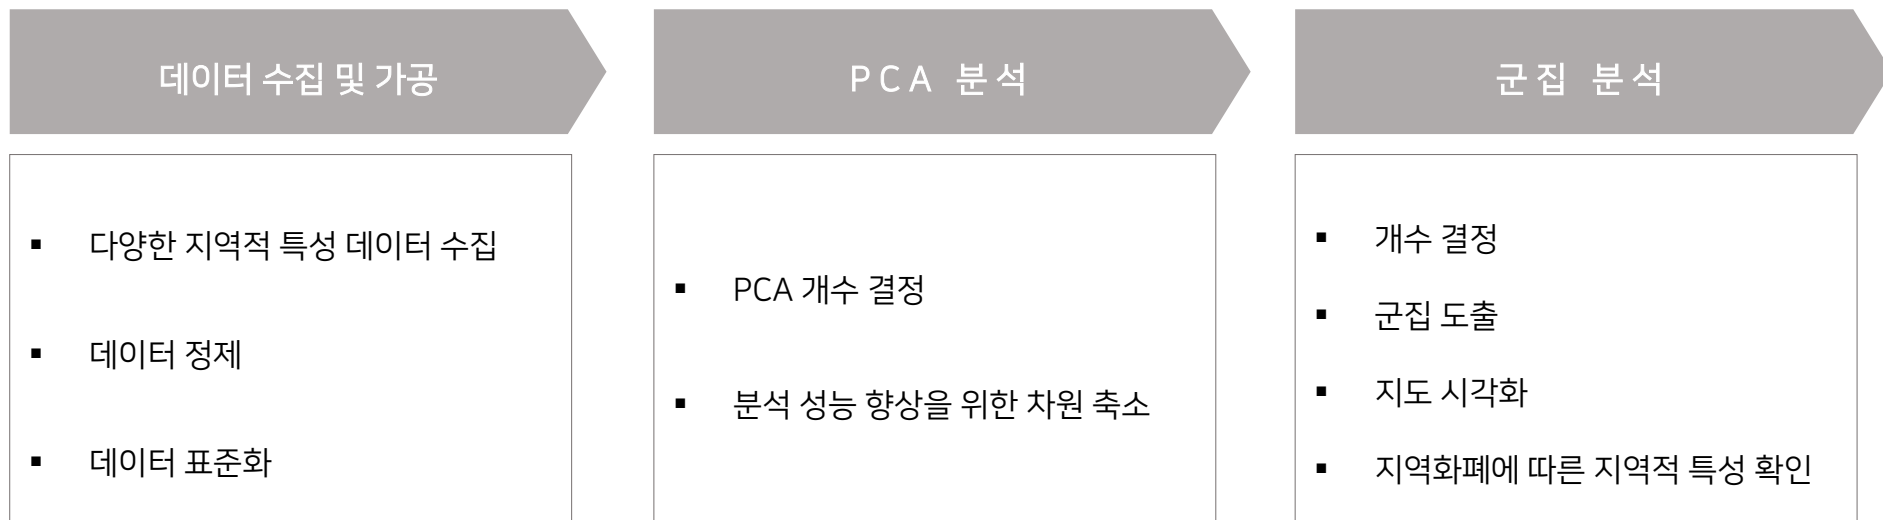 데이터 수집 및 가공
▪ 다양한 지역적 특성 데이터 수집
▪ 데이터 정제
▪ 데이터 표준화
PCA 분석
▪ PCA 개수 결정
▪ 분석 성능 향상을 위한 차원 축소
군집 분석
▪ 개수 결정
▪ 군집 도출
▪ 지도 시각화
▪ 지역화폐에 따른 지역적 특성 확인